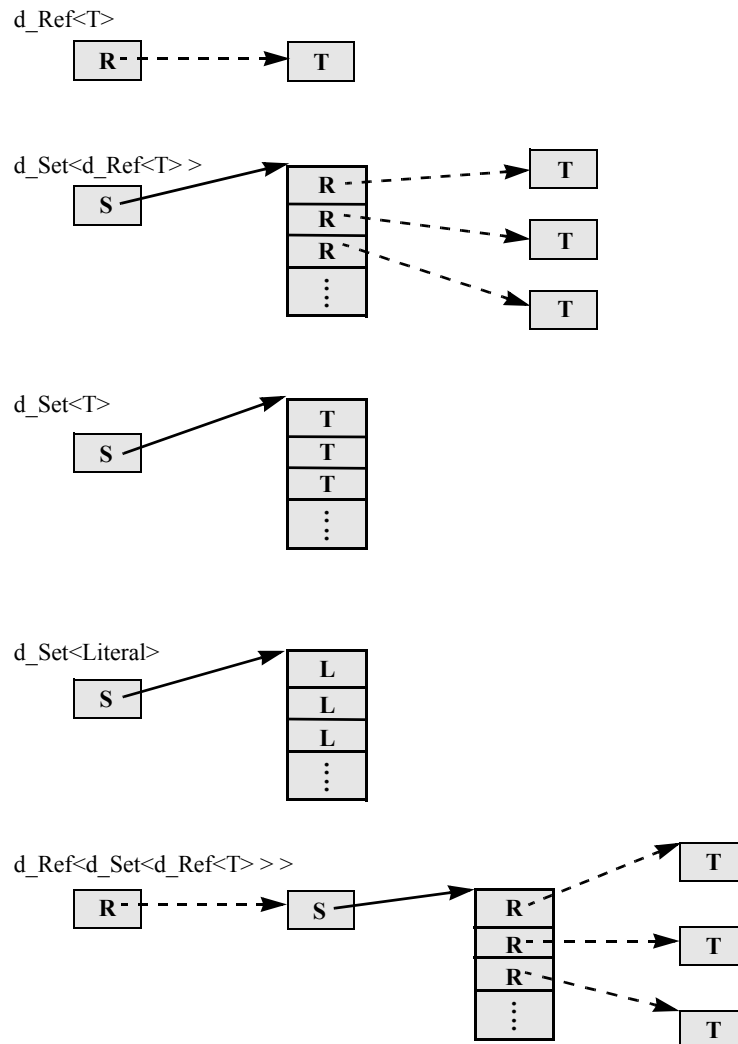 d_Ref<T>
R T
d_Set<d_Ref<T> >
S R T
R T
R T
d_Set<T>
S T
T
T
d_Set<Literal>
S L
L
L
d_Ref<d_Set<d_Ref<T> > >
R S R T
R T
R T